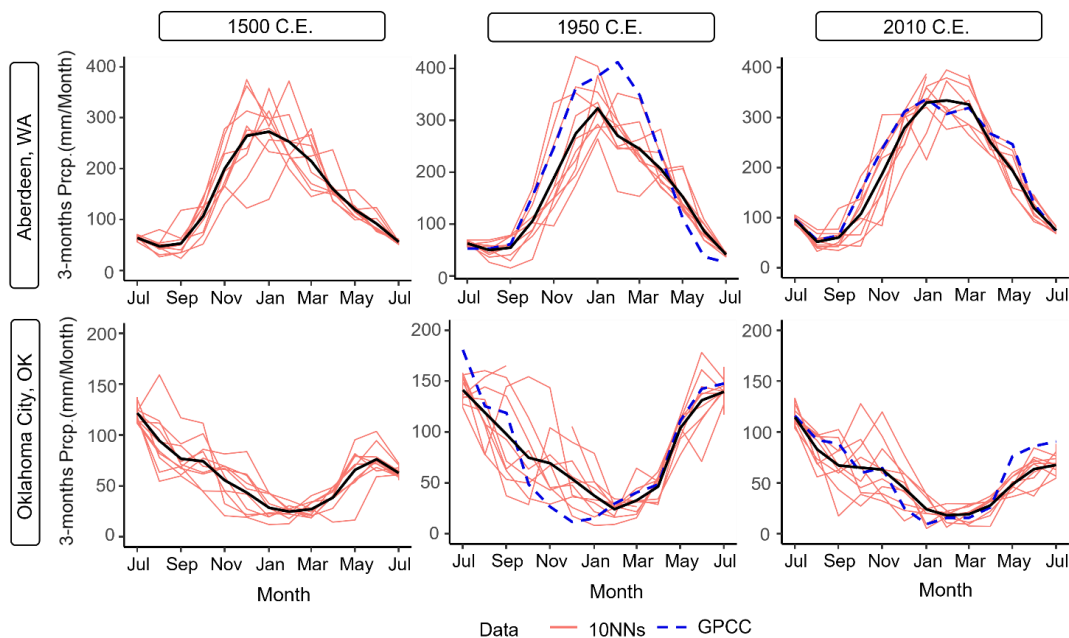 1500 C.E.
1950 C.E.
2010 C.E.
Aberdeen, WA
3-months Prcp.(mm/Month)
400
300
200
100
0
Jul Sep Nov Jan Mar May Jul
400
300
200
100
0
Jul Sep Nov Jan Mar May Jul
400
300
200
100
0
Jul Sep Nov Jan Mar May Jul
Oklahoma City, OK
3-months Prcp.(mm/Month)
200
150
100
50
0
Jul Sep Nov Jan Mar May Jul
Month
200
150
100
50
0
Jul Sep Nov Jan Mar May Jul
Month
200
150
100
50
0
Jul Sep Nov Jan Mar May Jul
Month
Data 10NNs GPCC